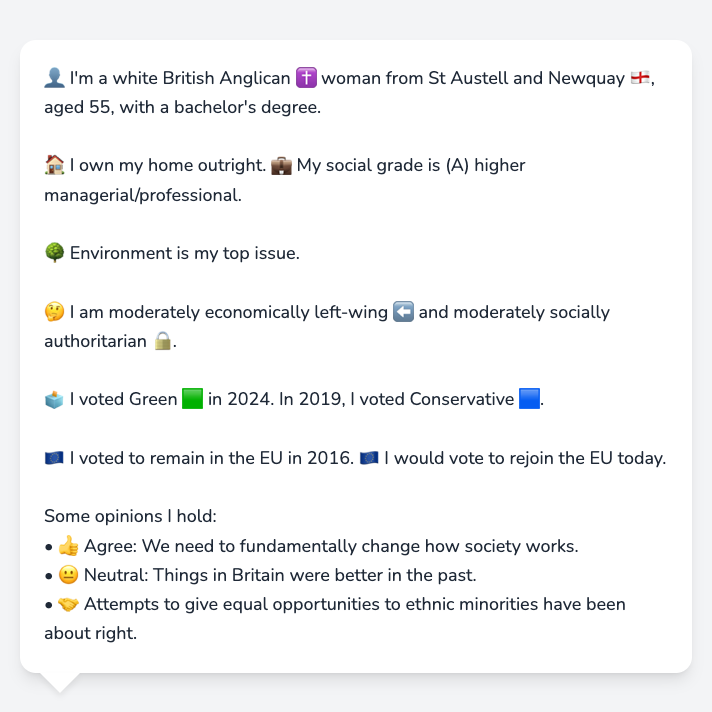 👤 I'm a white British Anglican ✝️ woman from St Austell and Newquay 🏴󠁧󠁢󠁥󠁮󠁧󠁿,
aged 55, with a bachelor's degree.
🏠 I own my home outright. 💼 My social grade is (A) higher
managerial/professional.
🌳 Environment is my top issue.
🤔 I am moderately economically left-wing ⬅️ and moderately socially
authoritarian 🔒.
🗳️ I voted Green 🟩 in 2024. In 2019, I voted Conservative 🟦.
🇪🇺 I voted to remain in the EU in 2016. 🇪🇺 I would vote to rejoin the EU today.
Some opinions I hold:
• 👍 Agree: We need to fundamentally change how society works.
• 😐 Neutral: Things in Britain were better in the past.
• 🤝 Attempts to give equal opportunities to ethnic minorities have been
about right.